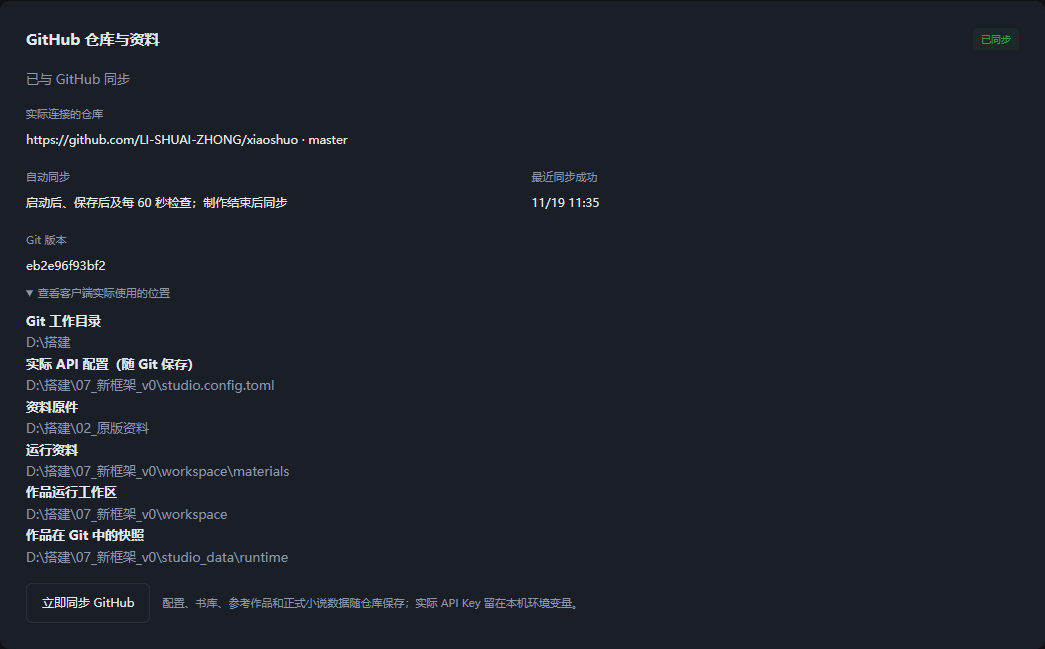 GitHub 仓库与资料
已同步
已与 GitHub 同步
实际连接的仓库
https://github.com/LI-SHUAI-ZHONG/xiaoshuo · master
自动同步
最近同步成功
启动后、保存后及每 60 秒检查；制作结束后同步
11/19 11:35
Git 版本
eb2e96f93bf2
▼ 查看客户端实际使用的位置
Git 工作目录
D:\搭建
实际 API 配置（随 Git 保存）
D:\搭建\07_新框架_v0\studio.config.toml
资料原件
D:\搭建\02_原版资料
运行资料
D:\搭建\07_新框架_v0\workspace\materials
作品运行工作区
D:\搭建\07_新框架_v0\workspace
作品在 Git 中的快照
D:\搭建\07_新框架_v0\studio_data\runtime
立即同步 GitHub
配置、书库、参考作品和正式小说数据随仓库保存；实际 API Key 留在本机环境变量。